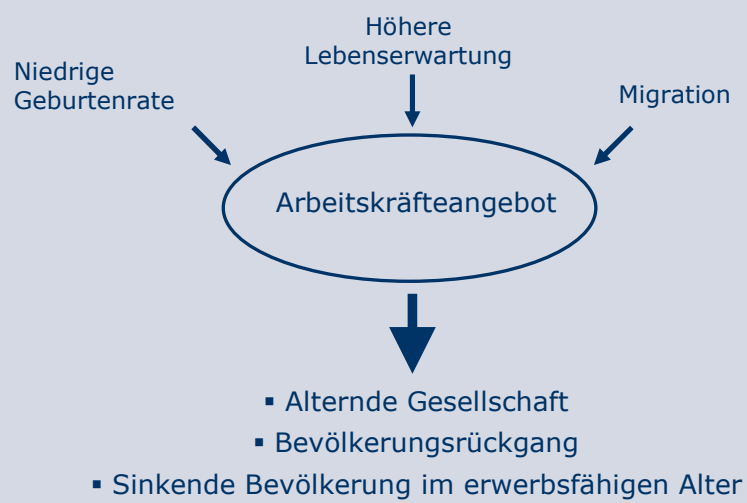 Höhere
Lebenserwartung
Niedrige
Geburtenrate
Migration
Arbeitskräfteangebot
▪ Alternde Gesellschaft
▪ Bevölkerungsrückgang
▪ Sinkende Bevölkerung im erwerbsfähigen Alter